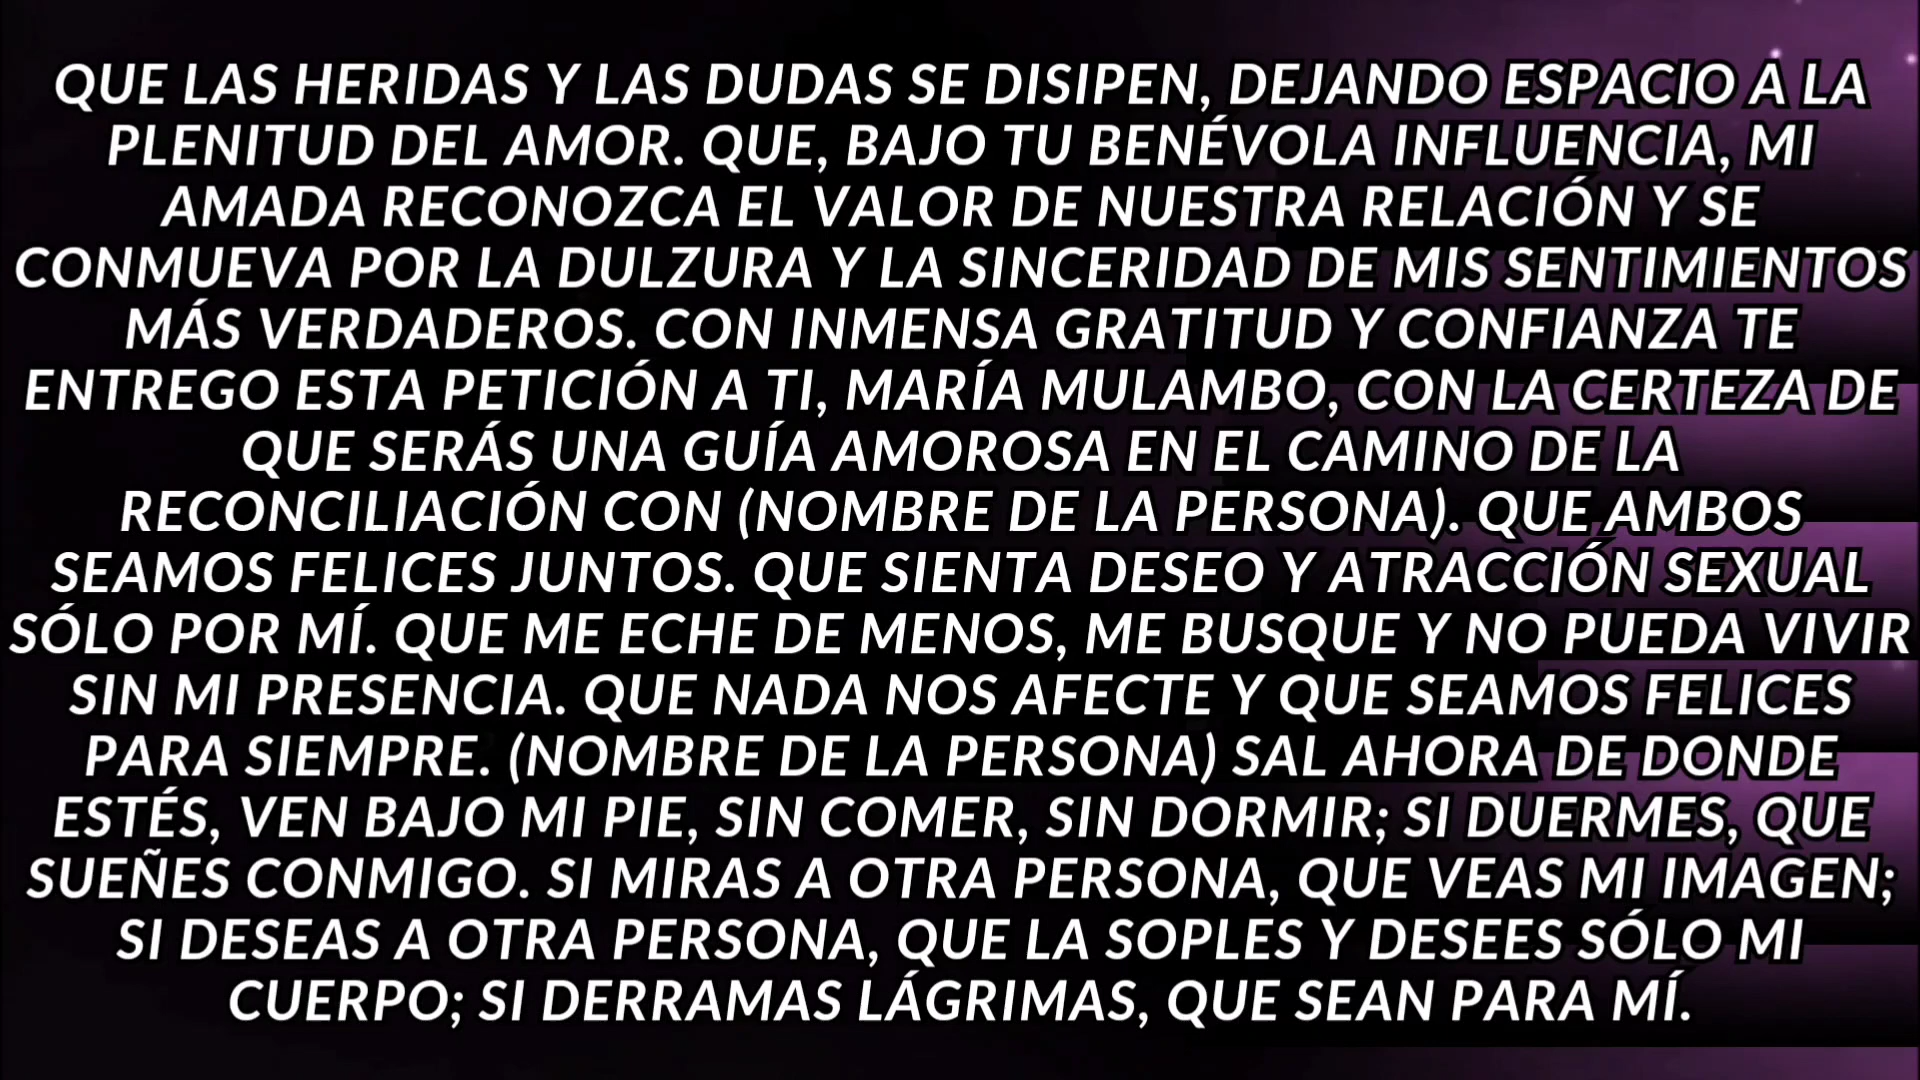 QUE LAS HERIDAS Y LAS DUDAS SE DISIPEN, DEJANDO ESPACIO A LA
PLENITUD DEL AMOR. QUE, BAJO TU BENÉVOLA INFLUENCIA, MI
AMADA RECONOZCA EL VALOR DE NUESTRA RELACIÓN Y SE
CONMUEVA POR LA DULZURA Y LA SINCERIDAD DE MIS SENTIMIENTOS
MÁS VERDADEROS. CON INMENSA GRATITUD Y CONFIANZA TE
ENTREGO ESTA PETICIÓN A TI, MARÍA MULAMBO, CON LA CERTEZA DE
QUE SERÁS UNA GUÍA AMOROSA EN EL CAMINO DE LA
RECONCILIACIÓN CON (NOMBRE DE LA PERSONA). QUE AMBOS
SEAMOS FELICES JUNTOS. QUE SIENTA DESEO Y ATRACCIÓN SEXUAL
SÓLO POR MÍ. QUE ME ECHE DE MENOS, ME BUSQUE Y NO PUEDA VIVIR
SIN MI PRESENCIA. QUE NADA NOS AFECTE Y QUE SEAMOS FELICES
PARA SIEMPRE. (NOMBRE DE LA PERSONA) SAL AHORA DE DONDE
ESTÉS, VEN BAJO MI PIE, SIN COMER, SIN DORMIR; SI DUERMES, QUE
SUEÑES CONMIGO. SI MIRAS A OTRA PERSONA, QUE VEAS MI IMAGEN;
SI DESEAS A OTRA PERSONA, QUE LA SOPLES Y DESEES SÓLO MI
CUERPO; SI DERRAMAS LÁGRIMAS, QUE SEAN PARA MÍ.